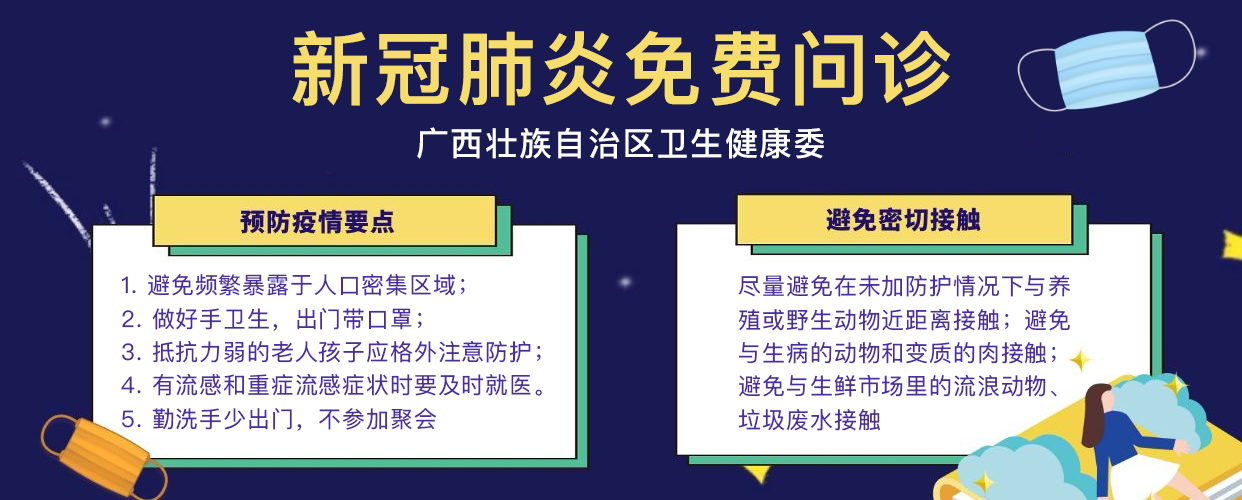 新冠肺炎免费问诊
广西壮族自治区卫生健康委
预防疫情要点
1. 避免频繁暴露于人口密集区域；
2. 做好手卫生，出门带口罩；
3. 抵抗力弱的老人孩子应格外注意防护；
4. 有流感和重症流感症状时要及时就医。
5. 勤洗手少出门，不参加聚会
避免密切接触
尽量避免在未加防护情况下与养
殖或野生动物近距离接触；避免
与生病的动物和变质的肉接触；
避免与生鲜市场里的流浪动物、
垃圾废水接触